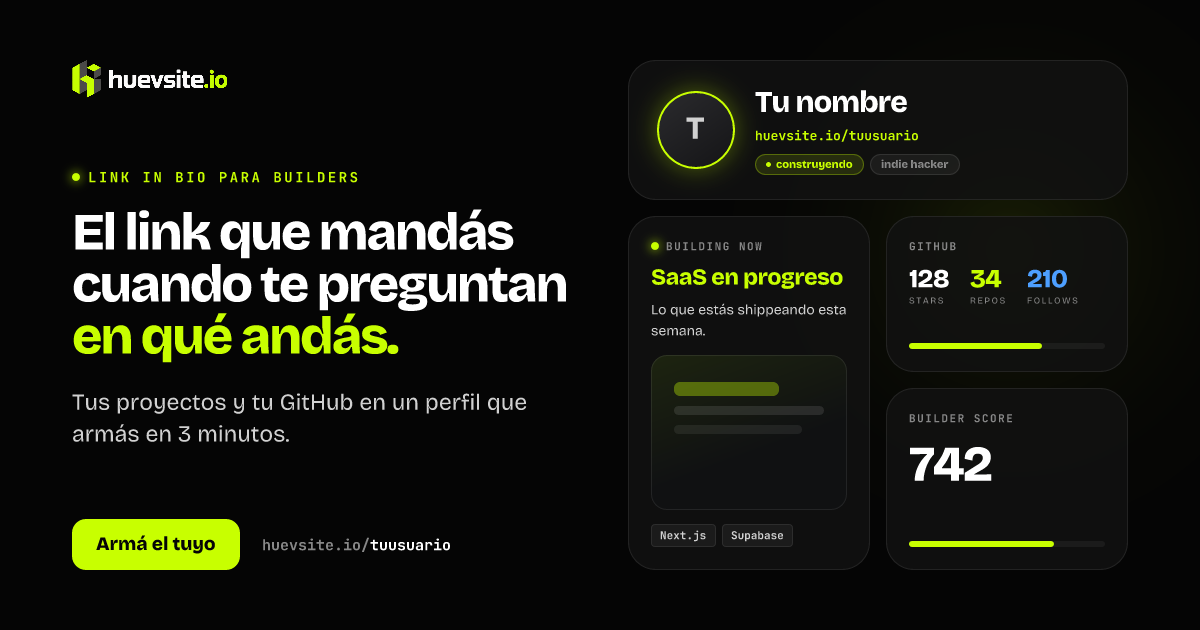 huevsite.io
LINK IN BIO PARA BUILDERS
El link que mandás
cuando te preguntan
en qué andás.
Tus proyectos y tu GitHub en un perfil que
armás en 3 minutos.
Armá el tuyo
huevsite.io/tuusuario
T
Tu nombre
huevsite.io/tuusuario
construyendo
indie hacker
BUILDING NOW
SaaS en progreso
Lo que estás shippeando esta
semana.
Next.js
Supabase
GITHUB
128 34 210
STARS REPOS FOLLOWS
BUILDER SCORE
742